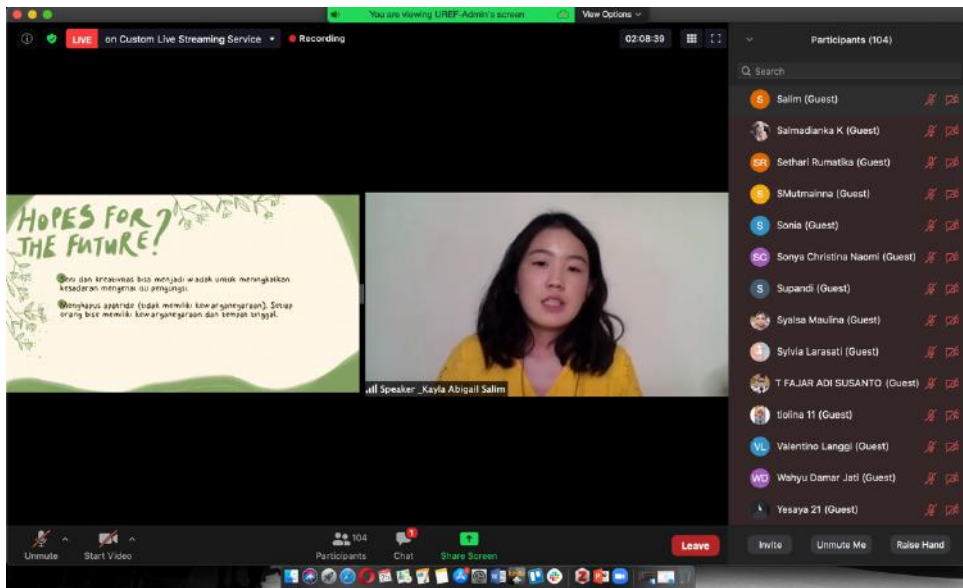 You are viewing UREF-Admin's screen
View Options
LIVE on Custom Live Streaming Service
Recording
02:08:39
HOPES FOR THE FUTURE!
Seni dan kreativitas bisa menjadi wadah untuk meningkatkan
kesadaran mengenai isu pengungsi.
Menghapus apatride (tidak memiliki kewarganegaraan). Setiap
orang bisa memiliki kewarganegaraan dan tempat tinggal.
Speaker _Kayla Abigail Salim
Participants (104)
Search
S Salim (Guest)
Salmadianka K (Guest)
SR Sethari Rumatika (Guest)
S SMutmainna (Guest)
S Sonia (Guest)
SC Sonya Christina Naomi (Guest)
S Supandi (Guest)
Syalsa Maulina (Guest)
Sylvia Larasati (Guest)
T FAJAR ADI SUSANTO (Guest)
tiolina 11 (Guest)
VL Valentino Langgi (Guest)
WD Wahyu Damar Jati (Guest)
Yesaya 21 (Guest)
Unmute
Start Video
104
Participants
1
Chat
Share Screen
Leave
Invite
Unmute Me
Raise Hand